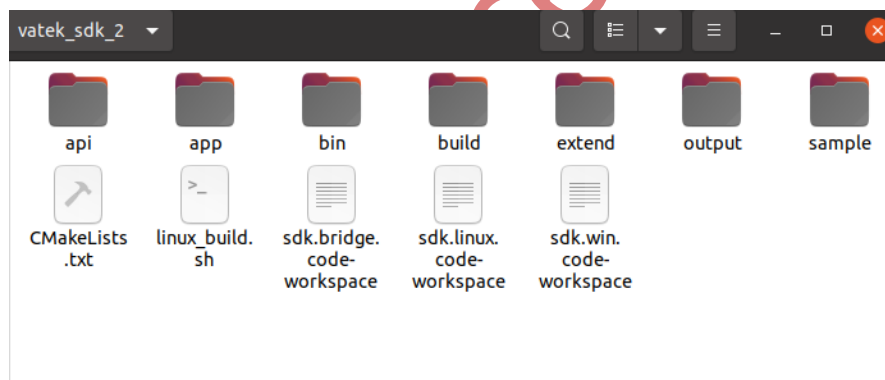 vatek_sdk_2
api app bin build extend output sample
CMakeLists linux_build. sdk.bridge. sdk.linux. sdk.win.
.txt sh code- code- code-
workspace workspace workspace